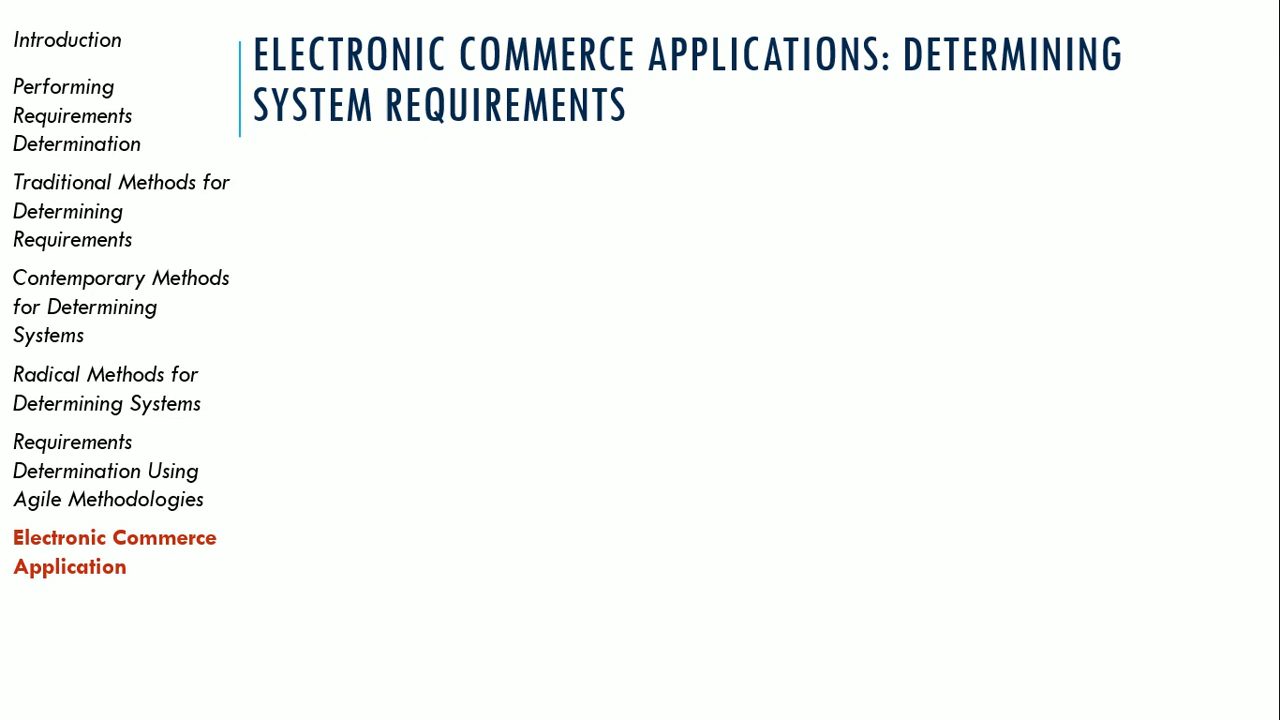 Introduction
Performing
Requirements
Determination
Traditional Methods for
Determining
Requirements
Contemporary Methods
for Determining
Systems
Radical Methods for
Determining Systems
Requirements
Determination Using
Agile Methodologies
Electronic Commerce
Application
ELECTRONIC COMMERCE APPLICATIONS: DETERMINING
SYSTEM REQUIREMENTS